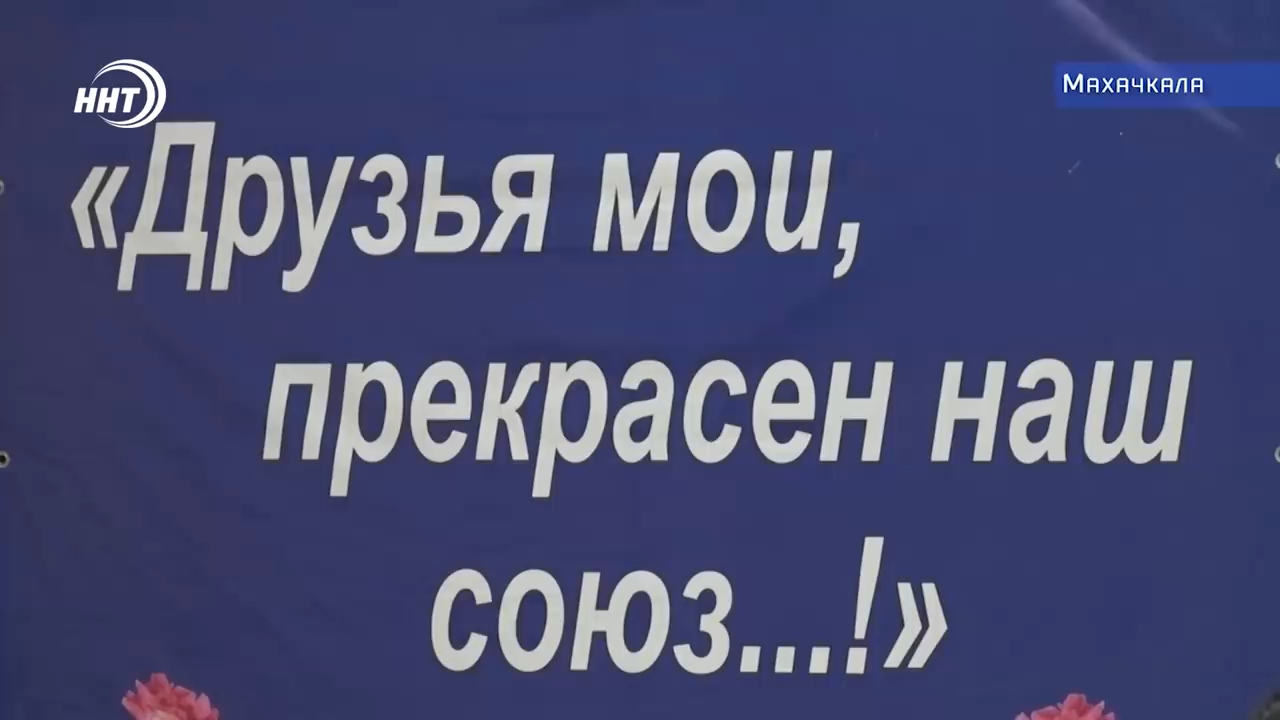 ННТ
Махачкала
«Друзья мои,
прекрасен наш
союз...!»